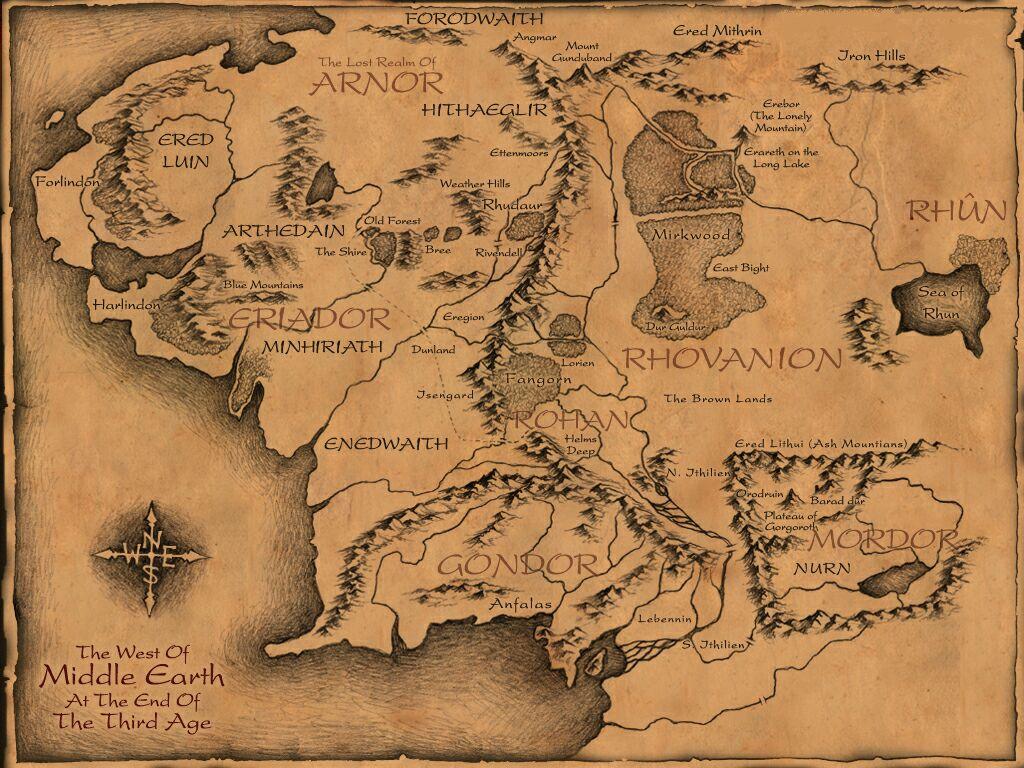 FORODWAITH
Angmar
Mount
Gunduband
Ered Mithrin
Iron Hills
The Lost Realm Of
ARNOR
HITHAEGLIR
Erebor
(The Lonely
Mountain)
ERED
LUIN
Ettenmoors
Erareth on the
Long Lake
Forlindon
Weather Hills
Rhudaur
RHÛN
ARTHEDAIN
Old Forest
The Shire
Bree
Rivendell
Mirkwood
East Bight
Blue Mountains
Harlindon
Sea of
Rhun
ERIADOR
Eregion
Dur Guldur
MINHIRIATH
Dunland
Lorien
RHOVANION
Fangorn
Isengard
The Brown Lands
ROHAN
ENEDWAITH
Helms
Deep
Ered Lithui (Ash Mountians)
N. Ithilien
Orodruin
Barad dur
Plateau of
Gorgoroth
MORDOR
N
W E
S
GONDOR
NURN
Anfalas
Lebennin
S. Ithilien
The West Of
Middle Earth
At The End Of
The Third Age